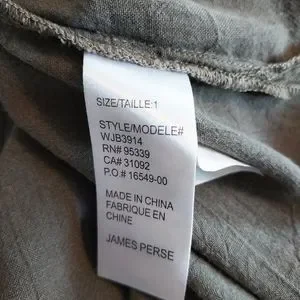 SIZE/TAILLE:1
STYLE/MODELE#
WJB3914
RN# 95339
CA# 31092
P.O.# 16549-00
MADE IN CHINA
FABRIQUE EN
CHINE
JAMES PERSE